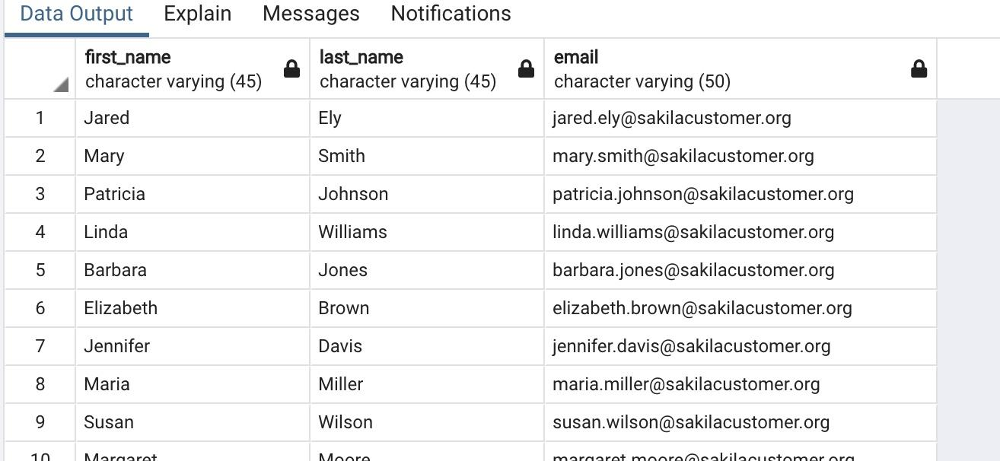 Data Output Explain Messages Notifications
first_name last_name email
character varying (45) character varying (45) character varying (50)
1 Jared Ely jared.ely@sakilacustomer.org
2 Mary Smith mary.smith@sakilacustomer.org
3 Patricia Johnson patricia.johnson@sakilacustomer.org
4 Linda Williams linda.williams@sakilacustomer.org
5 Barbara Jones barbara.jones@sakilacustomer.org
6 Elizabeth Brown elizabeth.brown@sakilacustomer.org
7 Jennifer Davis jennifer.davis@sakilacustomer.org
8 Maria Miller maria.miller@sakilacustomer.org
9 Susan Wilson susan.wilson@sakilacustomer.org
10 Margaret Moore margaret.moore@sakilacustomer.org